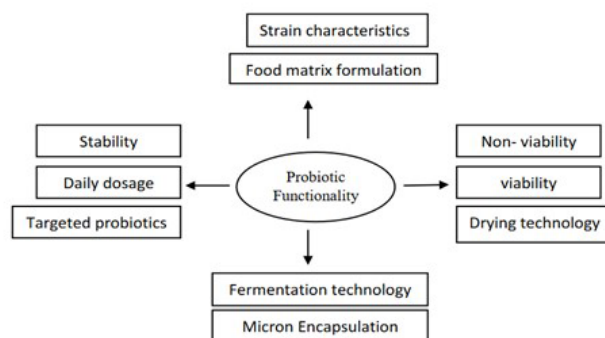 Strain characteristics
Food matrix formulation
Stability
Daily dosage
Targeted probiotics
Probiotic
Functionality
Non- viability
viability
Drying technology
Fermentation technology
Micron Encapsulation